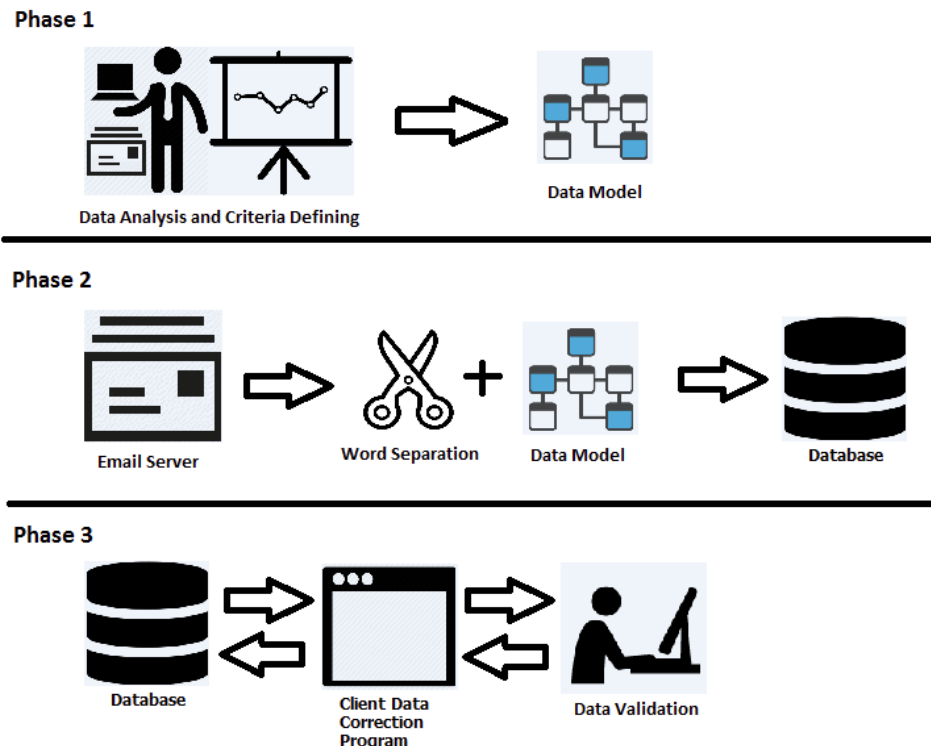 Phase 1
Data Analysis and Criteria Defining
Data Model
Phase 2
Email Server
Word Separation
Data Model
Database
Phase 3
Database
Client Data
Correction
Program
Data Validation